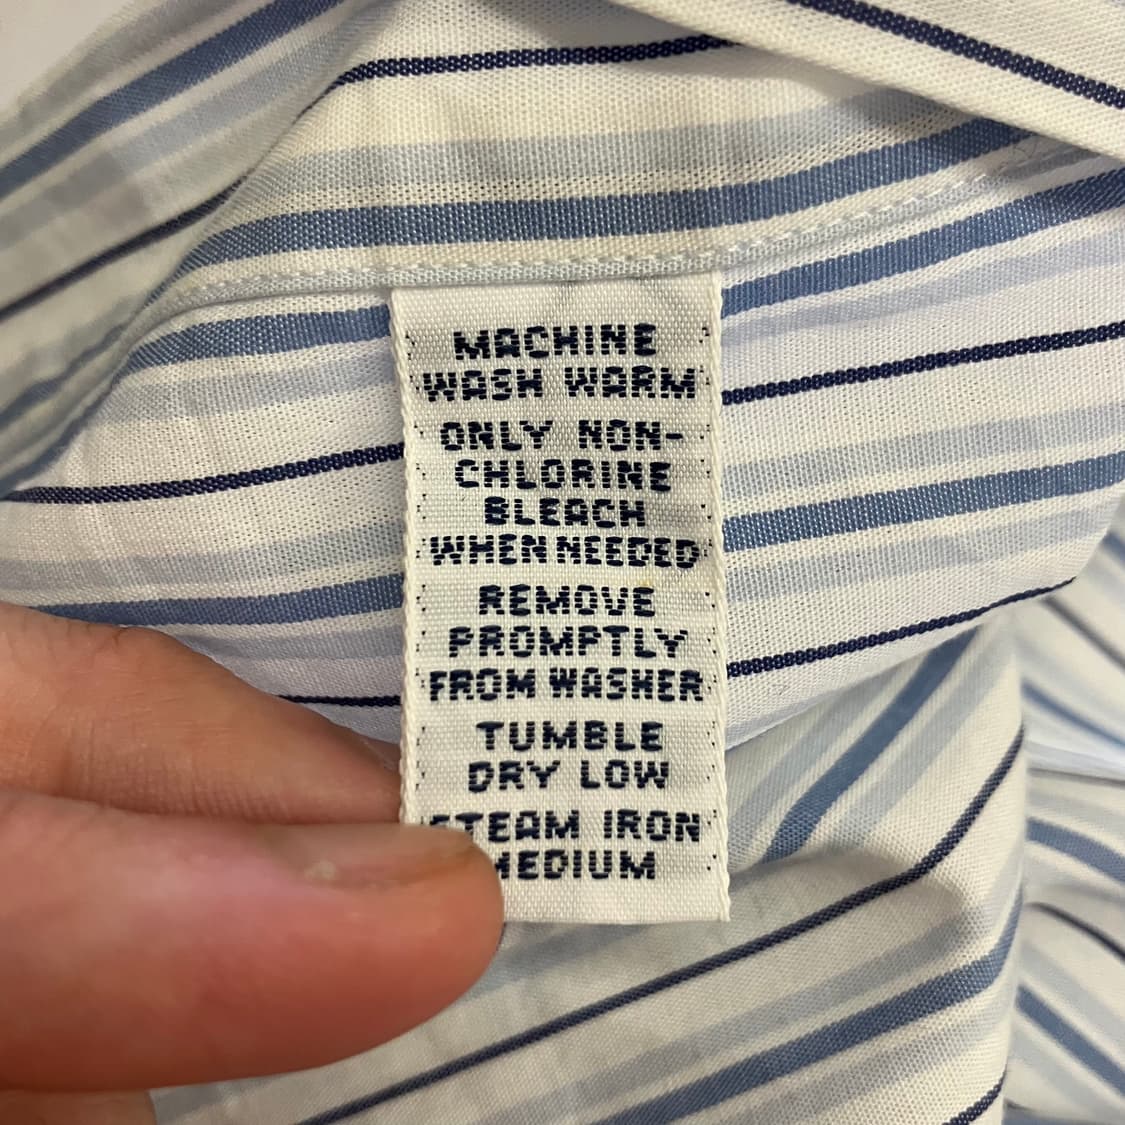 MACHINE
WASH WARM
ONLY NON-
CHLORINE
BLEACH
WHEN NEEDED
REMOVE
PROMPTLY
FROM WASHER
TUMBLE
DRY LOW
STEAM IRON
MEDIUM